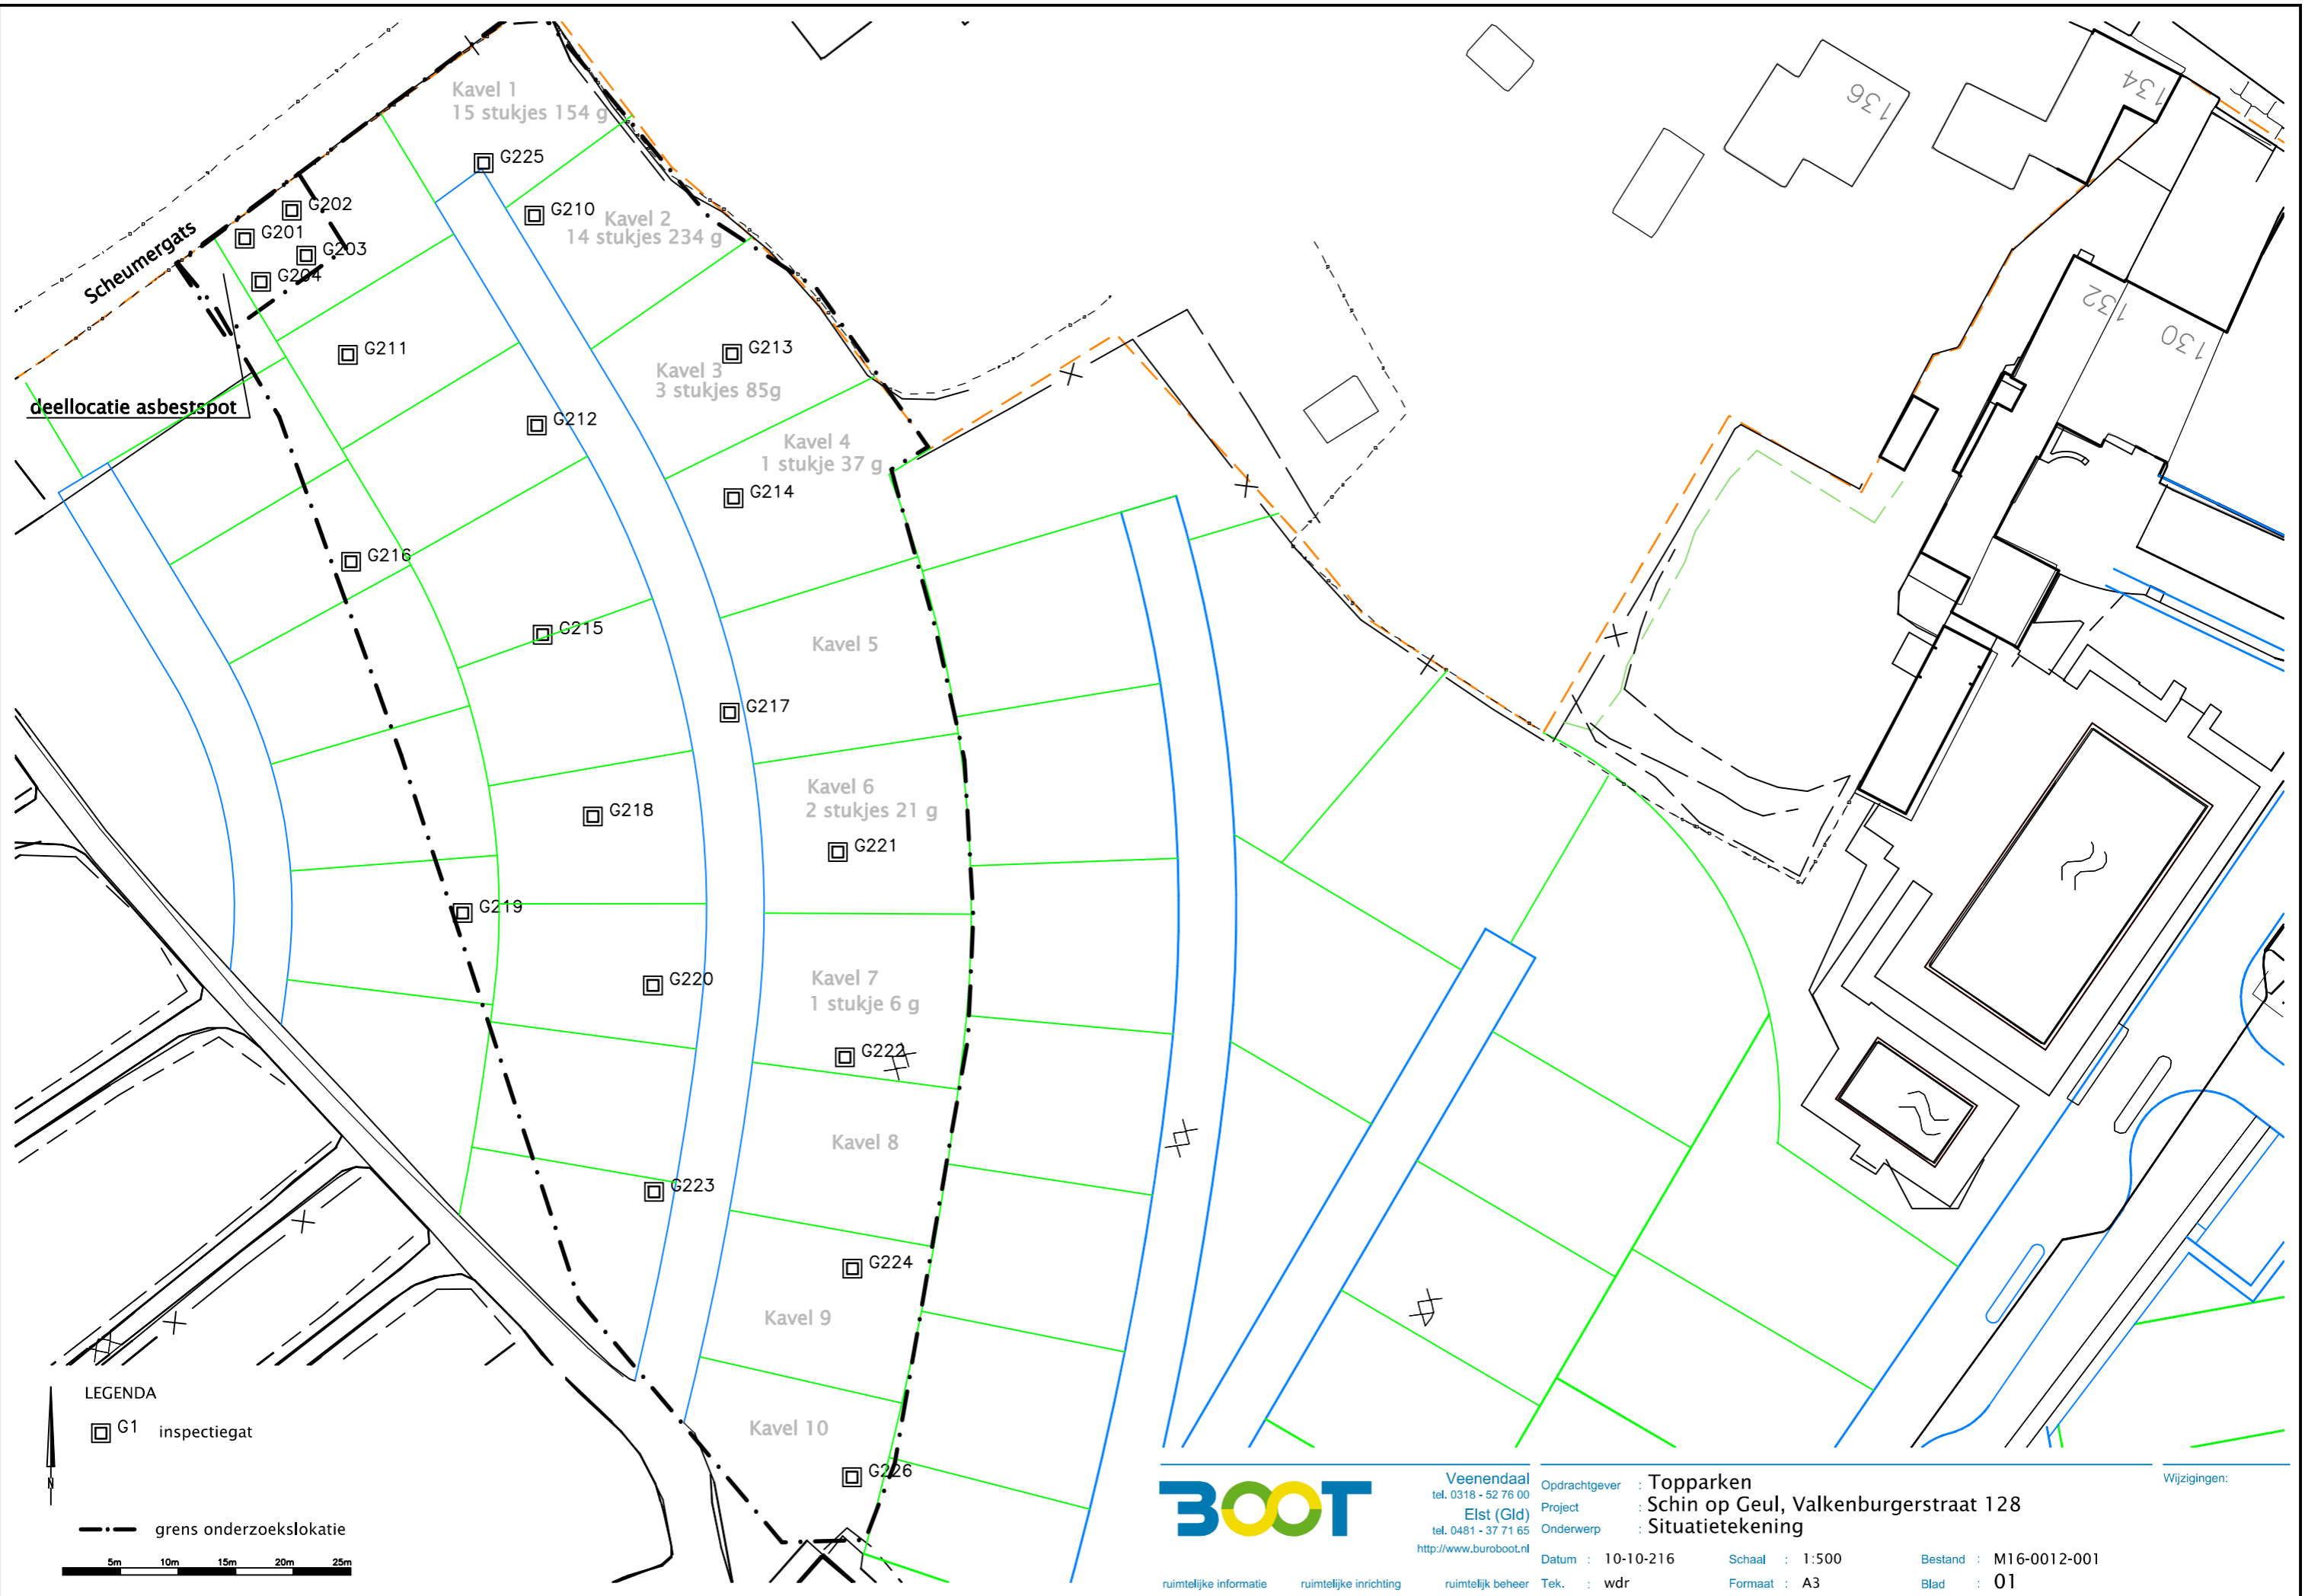 Kavel 1
15 stukjes 154 g
G225
G202
G201
G203
G204
G210
Kavel 2
14 stukjes 234 g
Scheumergats
G211
deellocatie asbestspot
G212
G213
Kavel 3
3 stukjes 85g
Kavel 4
1 stukje 37 g
G214
G216
G215
Kavel 5
G217
Kavel 6
2 stukjes 21 g
G218
G221
G219
G220
Kavel 7
1 stukje 6 g
G222
Kavel 8
G223
G224
Kavel 9
Kavel 10
G226
136
134
132
130
LEGENDA
G1 inspectiegat
N
grens onderzoekslokatie
5m 10m 15m 20m 25m
BOOT
Veenendaal
tel. 0318 - 52 76 00
Elst (Gld)
tel. 0481 - 37 71 65
http://www.buroboot.nl
ruimtelijke informatie ruimtelijke inrichting ruimtelijk beheer
Opdrachtgever : Topparken
Project : Schin op Geul, Valkenburgerstraat 128
Onderwerp : Situatietekening
Datum : 10-10-216 Schaal : 1:500 Bestand : M16-0012-001
Tek. : wdr Formaat : A3 Blad : 01
Wijzigingen: